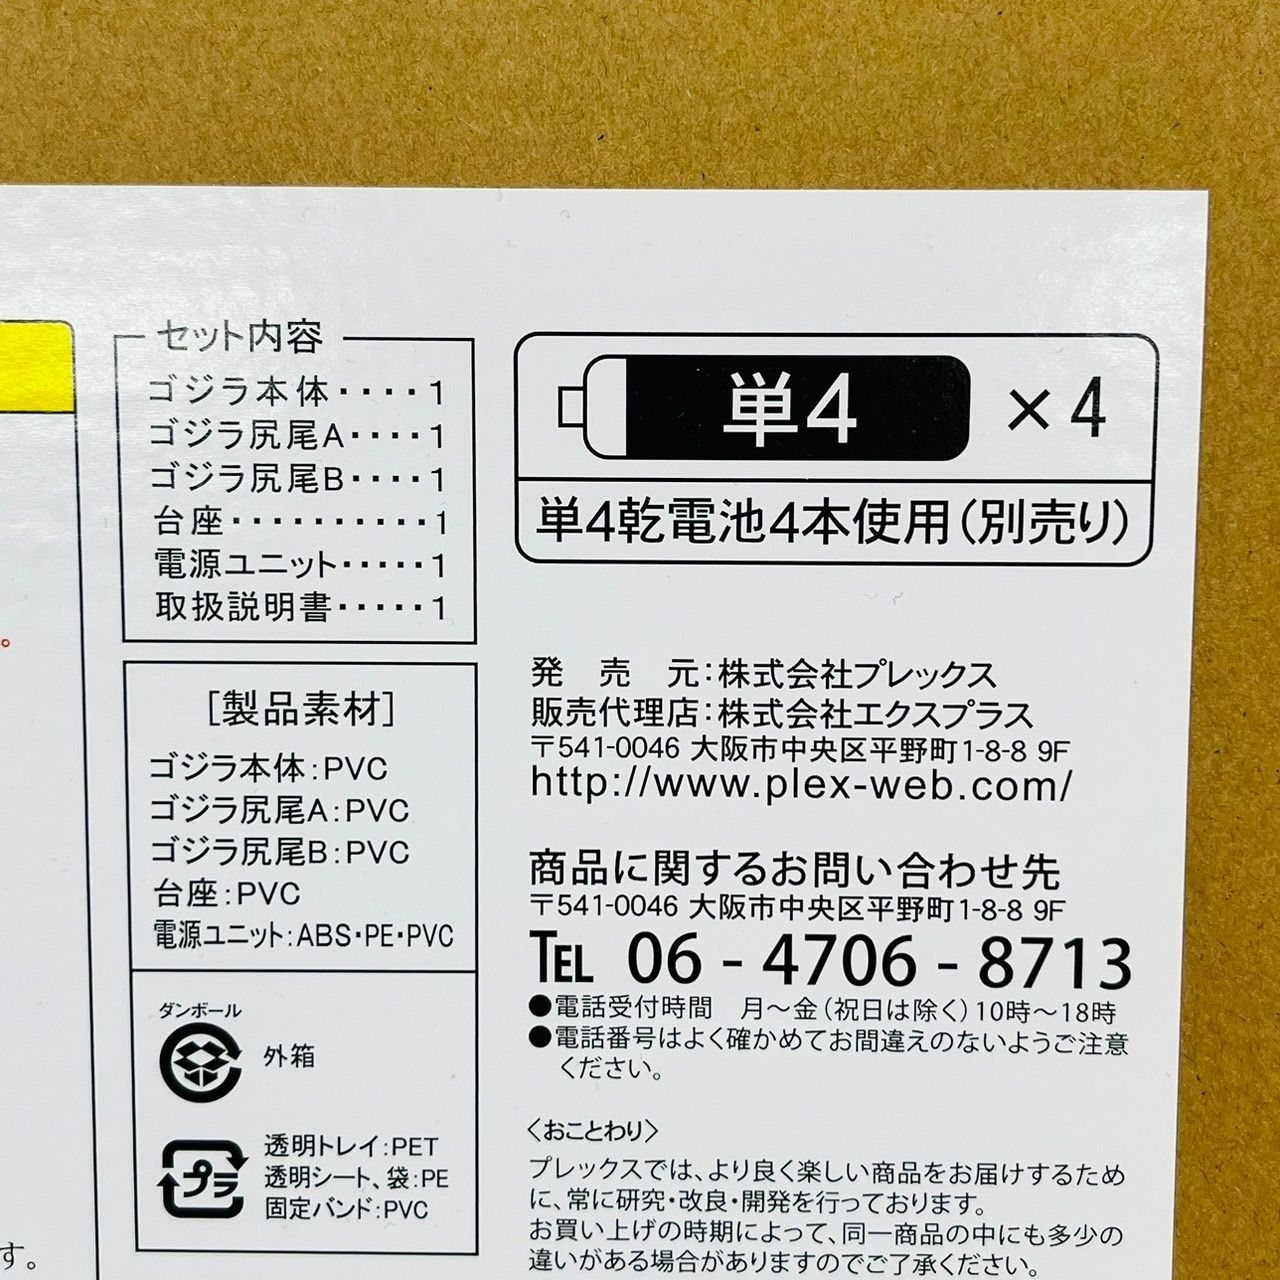 セット内容
ゴジラ本体････1
ゴジラ尻尾A････1
ゴジラ尻尾B････1
台座･･････････1
電源ユニット･････1
取扱説明書･････1
[製品素材]
ゴジラ本体:PVC
ゴジラ尻尾A:PVC
ゴジラ尻尾B:PVC
台座:PVC
電源ユニット:ABS･PE･PVC
ダンボール
外箱
プラ
透明トレイ:PET
透明シート、袋:PE
固定バンド:PVC
単4 ×4
単4乾電池4本使用(別売り)
発 売 元:株式会社プレックス
販売代理店:株式会社エクスプラス
〒541-0046 大阪市中央区平野町1-8-8 9F
http://www.plex-web.com/
商品に関するお問い合わせ先
〒541-0046 大阪市中央区平野町1-8-8 9F
TEL 06-4706-8713
●電話受付時間 月～金(祝日は除く)10時～18時
●電話番号はよく確かめてお間違えのないようご注意
ください。
〈おことわり〉
プレックスでは、より良く楽しい商品をお届けするため
に、常に研究･改良･開発を行っております。
お買い上げの時期によって、同一商品の中にも多少の
違いがある場合がありますのでご了承ください。
す。